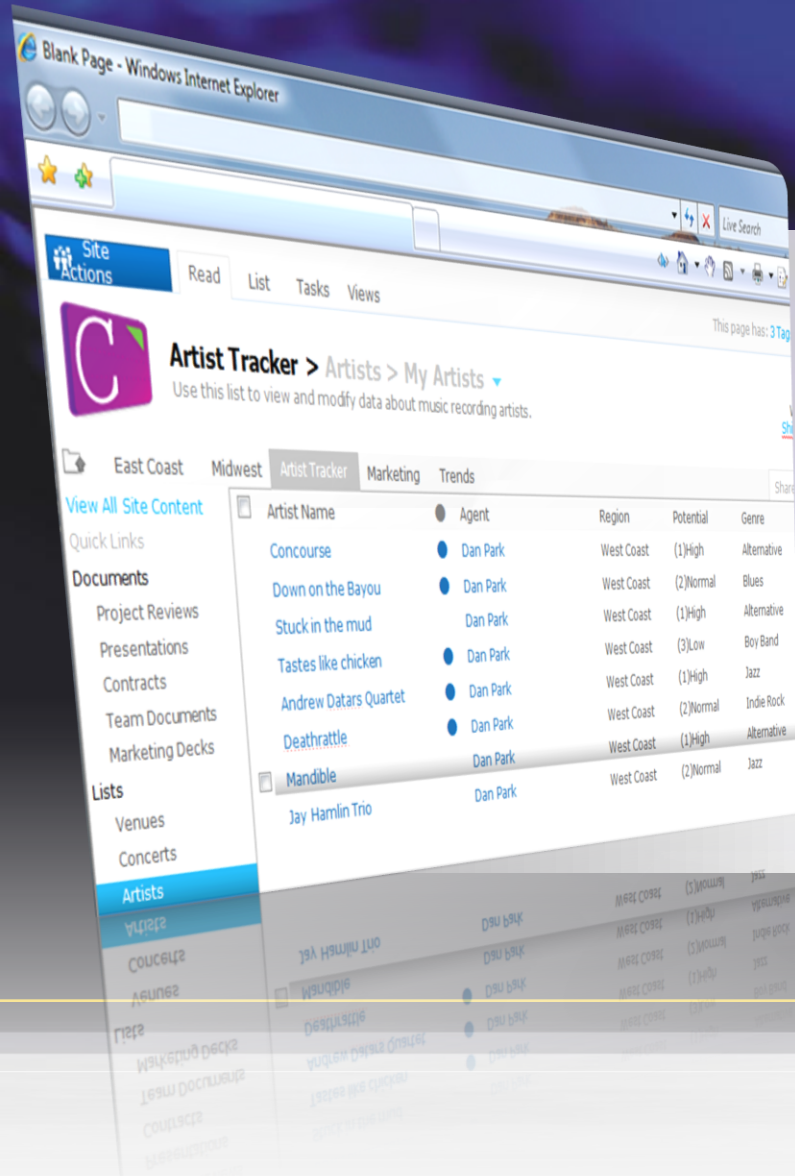 Blank Page - Windows Internet Explorer
Live Search
Site Actions
Read List Tasks Views
This page has: 3 Tag
C
Artist Tracker > Artists > My Artists
Use this list to view and modify data about music recording artists.
East Coast Midwest Artist Tracker Marketing Trends
Share
View All Site Content
Quick Links
Documents
Project Reviews
Presentations
Contracts
Team Documents
Marketing Decks
Lists
Venues
Concerts
Artists
Artist Name Agent Region Potential Genre
Concourse Dan Park West Coast (1)High Alternative
Down on the Bayou Dan Park West Coast (2)Normal Blues
Stuck in the mud Dan Park West Coast (1)High Alternative
Tastes like chicken Dan Park West Coast (3)Low Boy Band
Andrew Datars Quartet Dan Park West Coast (1)High Jazz
Deathrattle Dan Park West Coast (2)Normal Indie Rock
Mandible Dan Park West Coast (1)High Alternative
Jay Hamlin Trio Dan Park West Coast (2)Normal Jazz